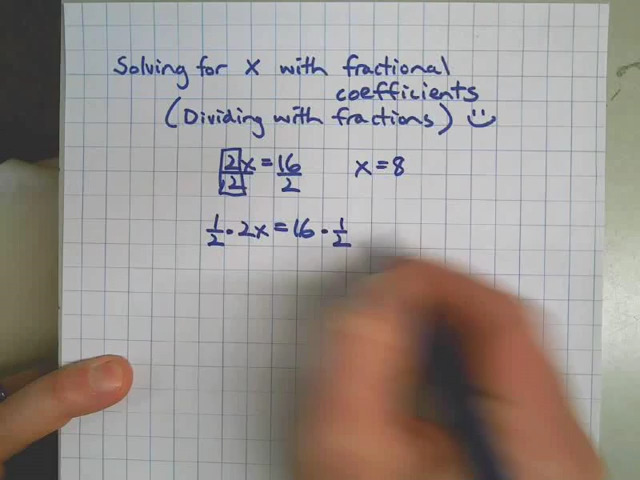 Solving for x with fractional
coefficients
(Dividing with fractions) :)
2x/2 = 16/2 x = 8
1/2 · 2x = 16 · 1/2